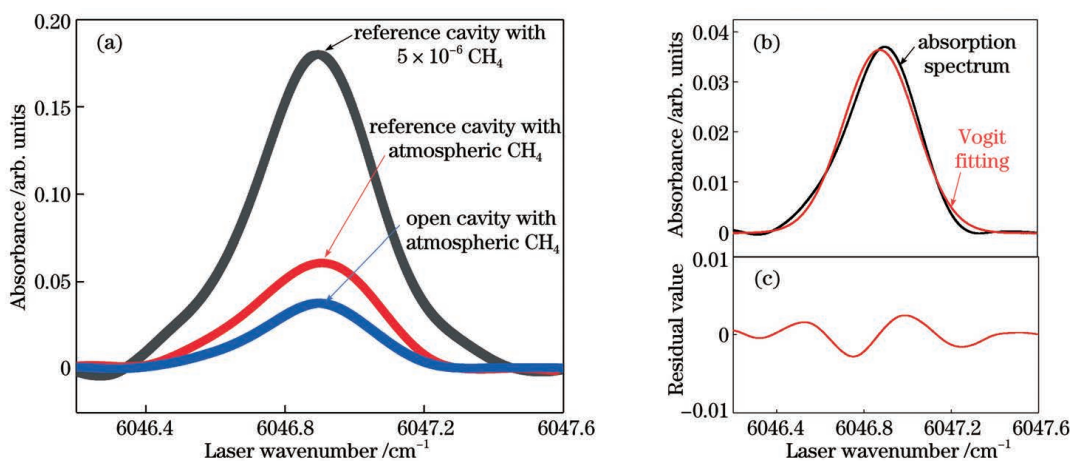 (a)
reference cavity with
5 × 10⁻⁶ CH₄
reference cavity with
atmospheric CH₄
open cavity with
atmospheric CH₄
0.20
0.15
0.10
0.05
0
Absorbance /arb. units
6046.4
6046.8
6047.2
6047.6
Laser wavenumber /cm⁻¹
(b)
absorption
spectrum
Vogit
fitting
0.04
0.03
0.02
0.01
0
Absorbance /arb. units
(c)
0.01
0
−0.01
Residual value
6046.4
6046.8
6047.2
6047.6
Laser wavenumber /cm⁻¹